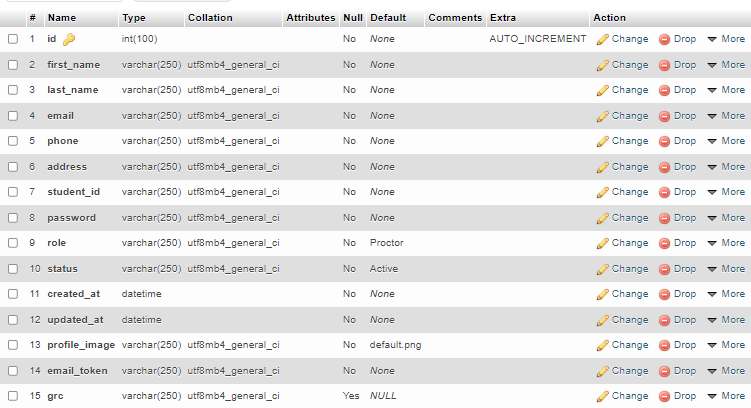 # Name Type Collation Attributes Null Default Comments Extra Action
1 id int(100) No None AUTO_INCREMENT Change Drop More
2 first_name varchar(250) utf8mb4_general_ci No None Change Drop More
3 last_name varchar(250) utf8mb4_general_ci No None Change Drop More
4 email varchar(250) utf8mb4_general_ci No None Change Drop More
5 phone varchar(250) utf8mb4_general_ci No None Change Drop More
6 address varchar(250) utf8mb4_general_ci No None Change Drop More
7 student_id varchar(250) utf8mb4_general_ci No None Change Drop More
8 password varchar(250) utf8mb4_general_ci No None Change Drop More
9 role varchar(250) utf8mb4_general_ci No Proctor Change Drop More
10 status varchar(250) utf8mb4_general_ci No Active Change Drop More
11 created_at datetime No None Change Drop More
12 updated_at datetime No None Change Drop More
13 profile_image varchar(250) utf8mb4_general_ci No default.png Change Drop More
14 email_token varchar(250) utf8mb4_general_ci No None Change Drop More
15 grc varchar(250) utf8mb4_general_ci Yes NULL Change Drop More